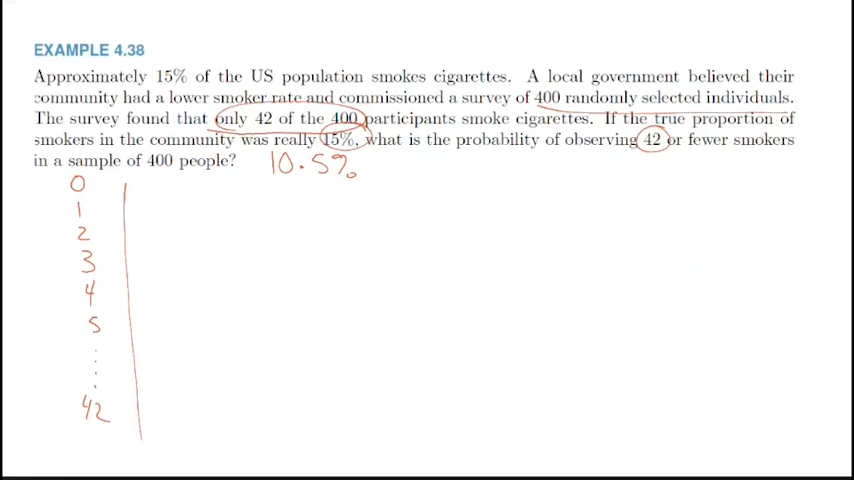 EXAMPLE 4.38
Approximately 15% of the US population smokes cigarettes. A local government believed their
community had a lower smoker rate and commissioned a survey of 400 randomly selected individuals.
The survey found that only 42 of the 400 participants smoke cigarettes. If the true proportion of
smokers in the community was really 15%, what is the probability of observing 42 or fewer smokers
in a sample of 400 people?
10.5%
0
1
2
3
4
5
42